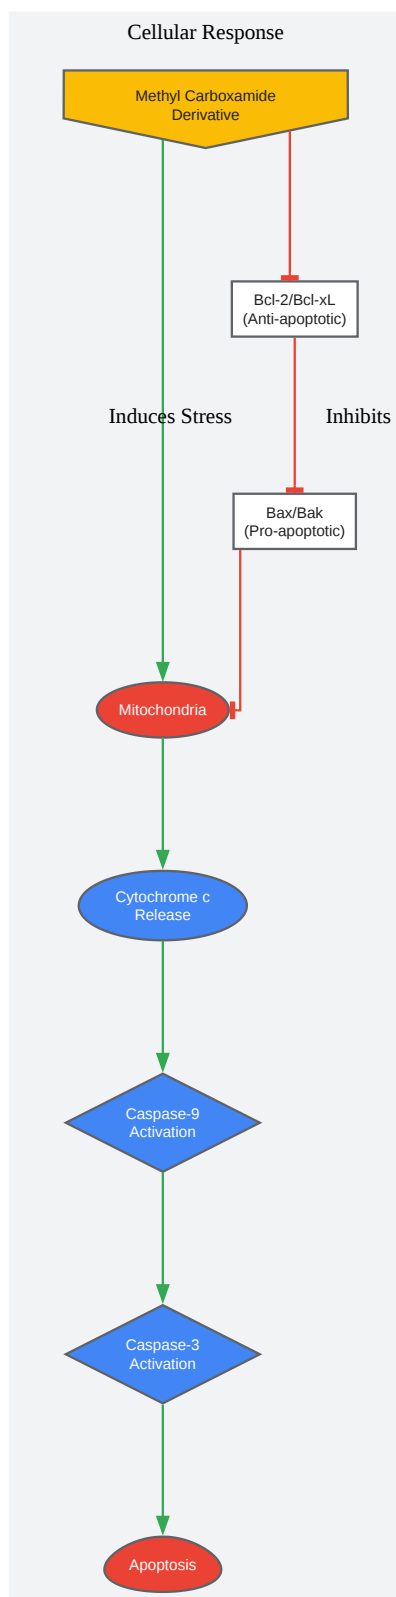 Cellular Response
Methyl Carboxamide
Derivative
Bcl-2/Bcl-xL
(Anti-apoptotic)
Induces Stress
Inhibits
Bax/Bak
(Pro-apoptotic)
Mitochondria
Cytochrome c
Release
Caspase-9
Activation
Caspase-3
Activation
Apoptosis